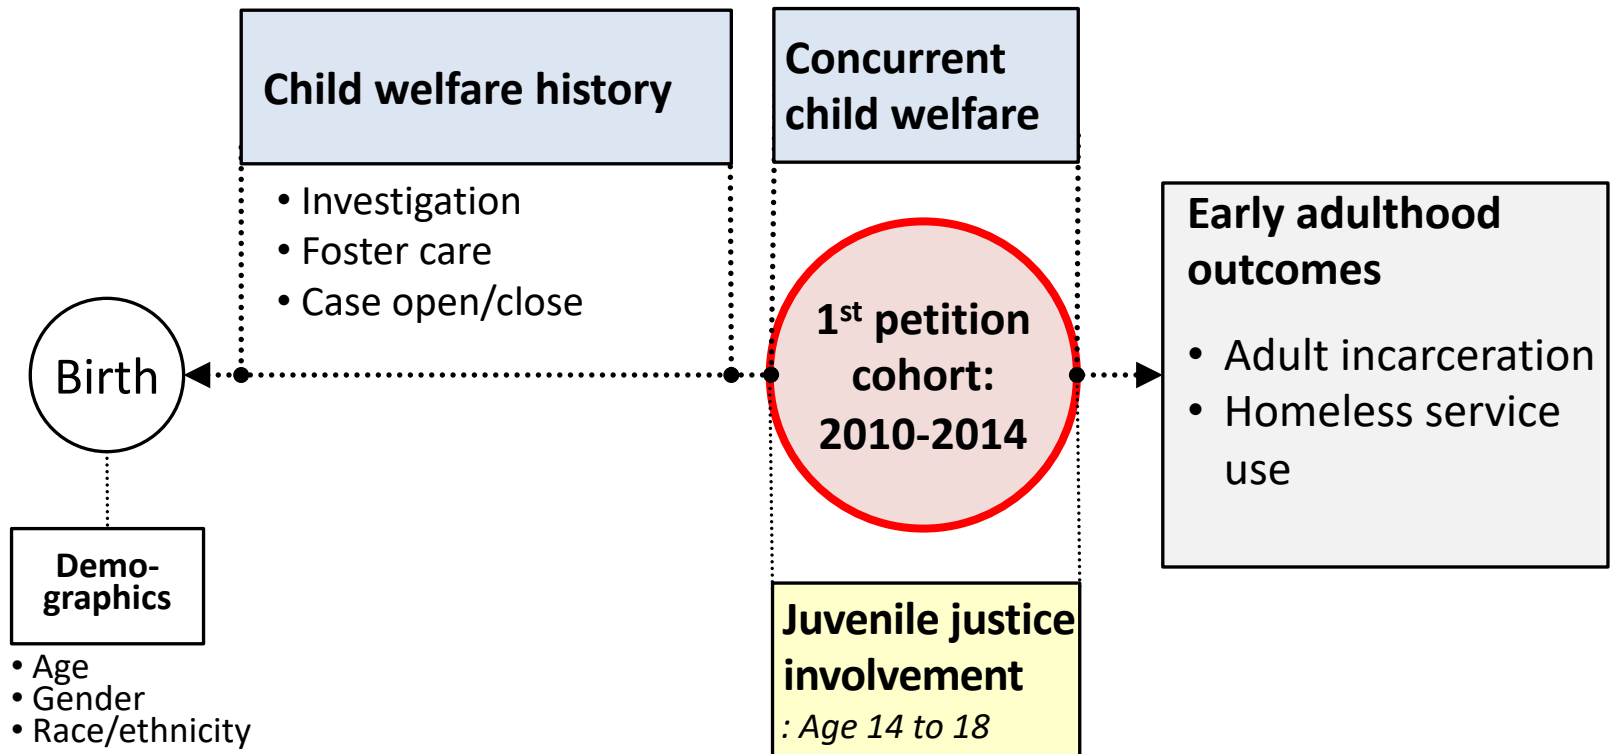 Child welfare history
• Investigation
• Foster care
• Case open/close
Concurrent
child welfare
Birth
Demo-
graphics
• Age
• Gender
• Race/ethnicity
1st petition
cohort:
2010-2014
Juvenile justice
involvement
: Age 14 to 18
Early adulthood
outcomes
• Adult incarceration
• Homeless service
use